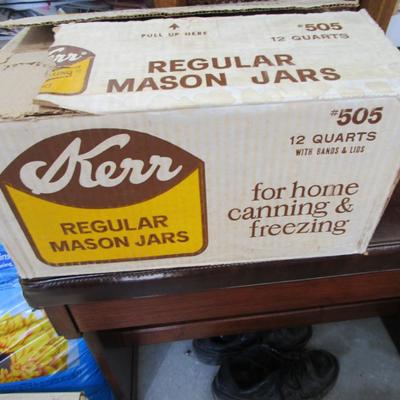 PULL UP HERE
#505
12 QUARTS
REGULAR
MASON JARS
Kerr
#505
12 QUARTS
WITH BANDS & LIDS
Kerr
REGULAR
MASON JARS
for home
canning &
freezing